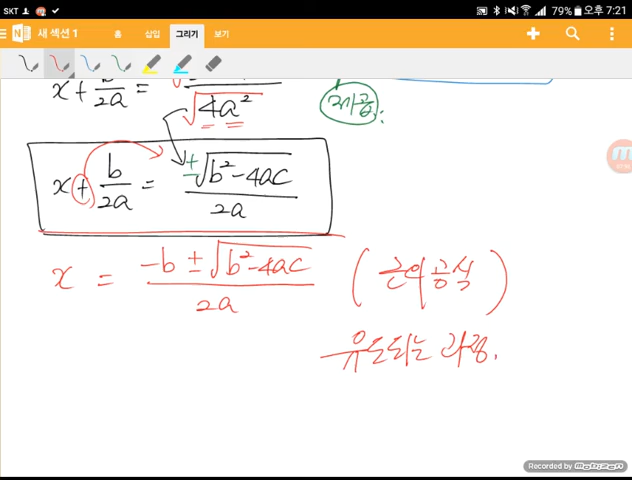 SKT 79% 오후 7:21
새 섹션 1 홈 삽입 그리기 보기
x + b/2a =
√4a²
제곱
x + b/2a = ±√b²-4ac / 2a
x = -b ± √b²-4ac / 2a (근의 공식)
유도되는 과정.
Recorded by Mobizen